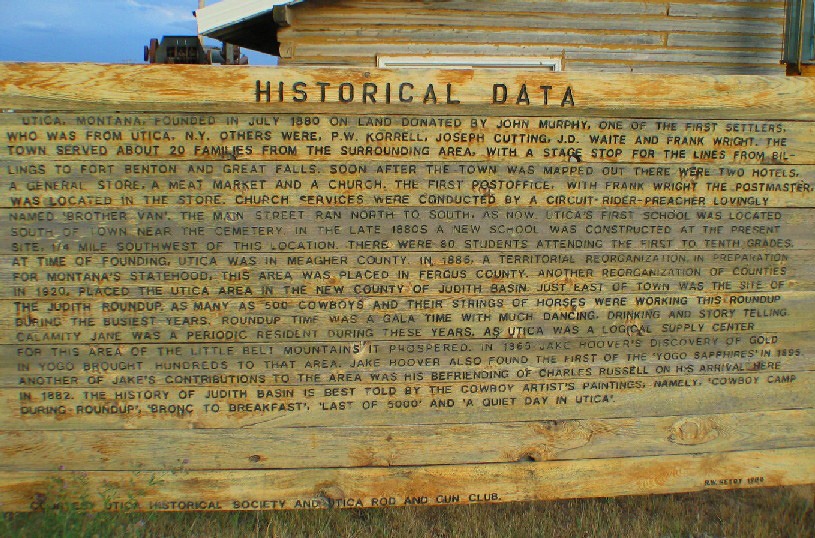 HISTORICAL DATA
UTICA, MONTANA, FOUNDED IN JULY 1880 ON LAND DONATED BY JOHN MURPHY, ONE OF THE FIRST SETTLERS,
WHO WAS FROM UTICA, N.Y. OTHERS WERE, P.W. KORRELL, JOSEPH CUTTING, J.D. WAITE AND FRANK WRIGHT. THE
TOWN SERVED ABOUT 20 FAMILIES FROM THE SURROUNDING AREA, WITH A STAGE STOP FOR THE LINES FROM BIL-
LINGS TO FORT BENTON AND GREAT FALLS. SOON AFTER THE TOWN WAS MAPPED OUT THERE WERE TWO HOTELS,
A GENERAL STORE, A MEAT MARKET AND A CHURCH. THE FIRST POSTOFFICE, WITH FRANK WRIGHT THE POSTMASTER,
WAS LOCATED IN THE STORE. CHURCH SERVICES WERE CONDUCTED BY A CIRCUIT-RIDER-PREACHER LOVINGLY
NAMED 'BROTHER VAN'. THE MAIN STREET RAN NORTH TO SOUTH, AS NOW. UTICA'S FIRST SCHOOL WAS LOCATED
SOUTH OF TOWN NEAR THE CEMETERY. IN THE LATE 1880S A NEW SCHOOL WAS CONSTRUCTED AT THE PRESENT
SITE, 1/4 MILE SOUTHWEST OF THIS LOCATION. THERE WERE 80 STUDENTS ATTENDING THE FIRST TO TENTH GRADES.
AT TIME OF FOUNDING, UTICA WAS IN MEAGHER COUNTY. IN 1885, A TERRITORIAL REORGANIZATION, IN PREPARATION
FOR MONTANA'S STATEHOOD, THIS AREA WAS PLACED IN FERGUS COUNTY. ANOTHER REORGANIZATION OF COUNTIES
IN 1920, PLACED THE UTICA AREA IN THE NEW COUNTY OF JUDITH BASIN. JUST EAST OF TOWN WAS THE SITE OF
THE JUDITH ROUNDUP. AS MANY AS 500 COWBOYS AND THEIR STRINGS OF HORSES WERE WORKING THIS ROUNDUP
DURING THE BUSIEST YEARS. ROUNDUP TIME WAS A GALA TIME WITH MUCH DANCING, DRINKING AND STORY TELLING.
CALAMITY JANE WAS A PERIODIC RESIDENT DURING THESE YEARS. AS UTICA WAS A LOGICAL SUPPLY CENTER
FOR THIS AREA OF THE LITTLE BELT MOUNTAINS IT PROSPERED. IN JAKE HOOVER'S DISCOVERY OF GOLD
IN YOGO BROUGHT HUNDREDS TO THAT AREA. JAKE HOOVER ALSO FOUND THE FIRST OF THE 'YOGO SAPPHIRES' IN 1895.
ANOTHER OF JAKE'S CONTRIBUTIONS TO THE AREA WAS HIS BEFRIENDING OF CHARLES RUSSELL ON HIS ARRIVAL HERE
IN 1882. THE HISTORY OF JUDITH BASIN IS BEST TOLD BY THE COWBOY ARTIST'S PAINTINGS, NAMELY, 'COWBOY CAMP
DURING ROUNDUP', 'BRONC TO BREAKFAST', 'LAST OF 5000' AND 'A QUIET DAY IN UTICA'.
UTICA HISTORICAL SOCIETY AND UTICA ROD AND GUN CLUB.